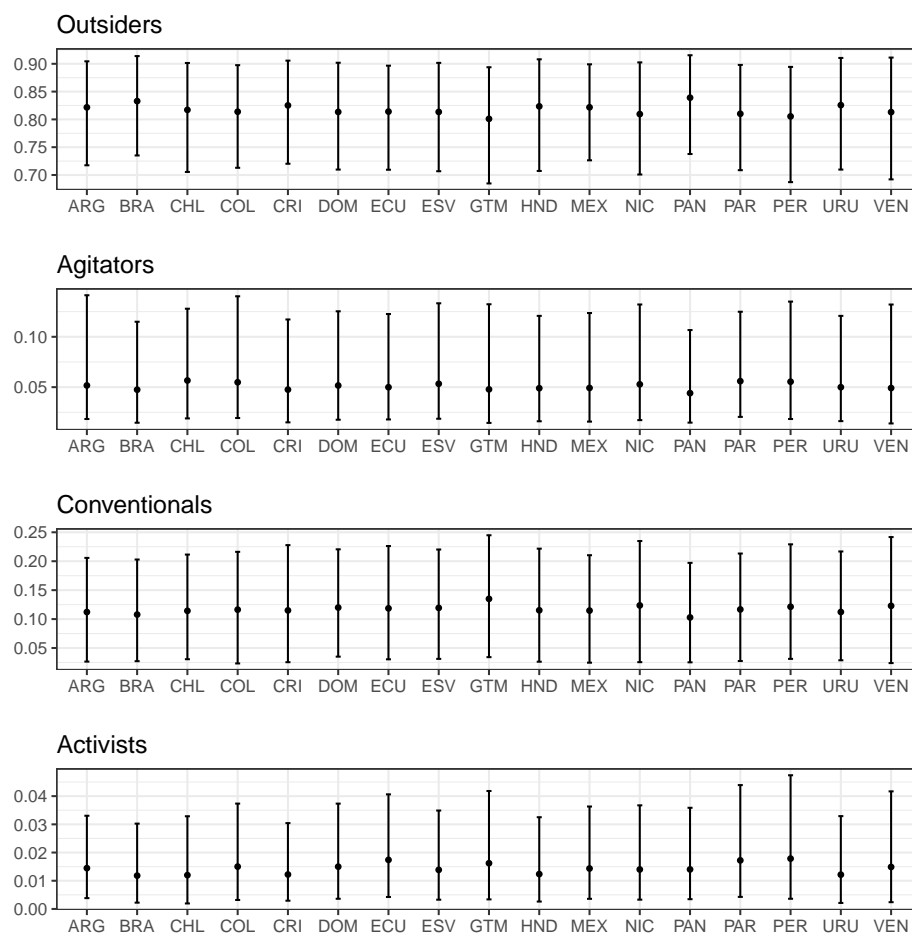 Outsiders
0.90
0.85
0.80
0.75
0.70
ARG BRA CHL COL CRI DOM ECU ESV GTM HND MEX NIC PAN PAR PER URU VEN
Agitators
0.10
0.05
ARG BRA CHL COL CRI DOM ECU ESV GTM HND MEX NIC PAN PAR PER URU VEN
Conventionals
0.25
0.20
0.15
0.10
0.05
ARG BRA CHL COL CRI DOM ECU ESV GTM HND MEX NIC PAN PAR PER URU VEN
Activists
0.04
0.03
0.02
0.01
0.00
ARG BRA CHL COL CRI DOM ECU ESV GTM HND MEX NIC PAN PAR PER URU VEN